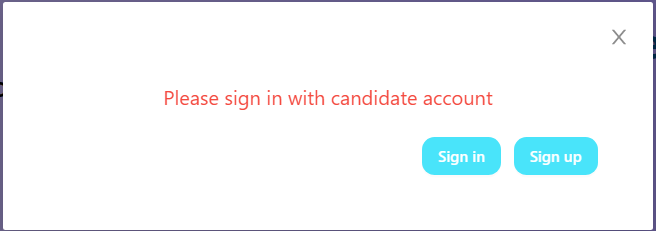 Please sign in with candidate account
Sign in
Sign up